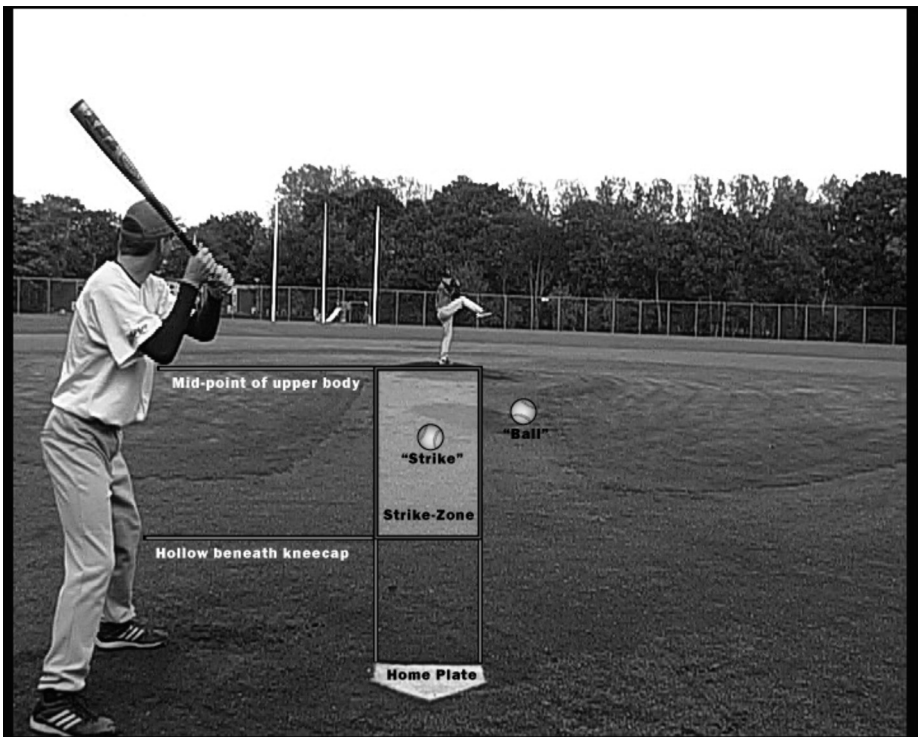 Mid-point of upper body
"Ball"
“Strike”
Strike-Zone
Hollow beneath kneecap
Home Plate